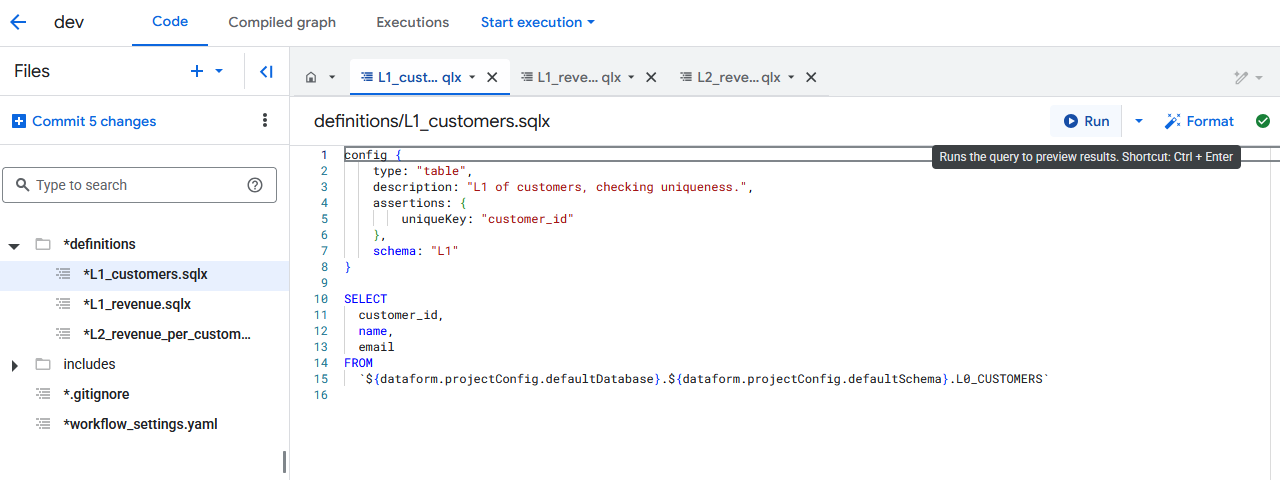 dev
Code
Compiled graph
Executions
Start execution
Files
L1_cust... qlx
L1_reve... qlx
L2_reve... qlx
Commit 5 changes
definitions/L1_customers.sqlx
Run
Format
Runs the query to preview results. Shortcut: Ctrl + Enter
Type to search
*definitions
*L1_customers.sqlx
*L1_revenue.sqlx
*L2_revenue_per_custom...
includes
*.gitignore
*workflow_settings.yaml
1 config {
2 type: "table",
3 description: "L1 of customers, checking uniqueness.",
4 assertions: {
5 uniqueKey: "customer_id"
6 },
7 schema: "L1"
8 }
9
10 SELECT
11 customer_id,
12 name,
13 email
14 FROM
15 `${dataform.projectConfig.defaultDatabase}.${dataform.projectConfig.defaultSchema}.L0_CUSTOMERS`
16